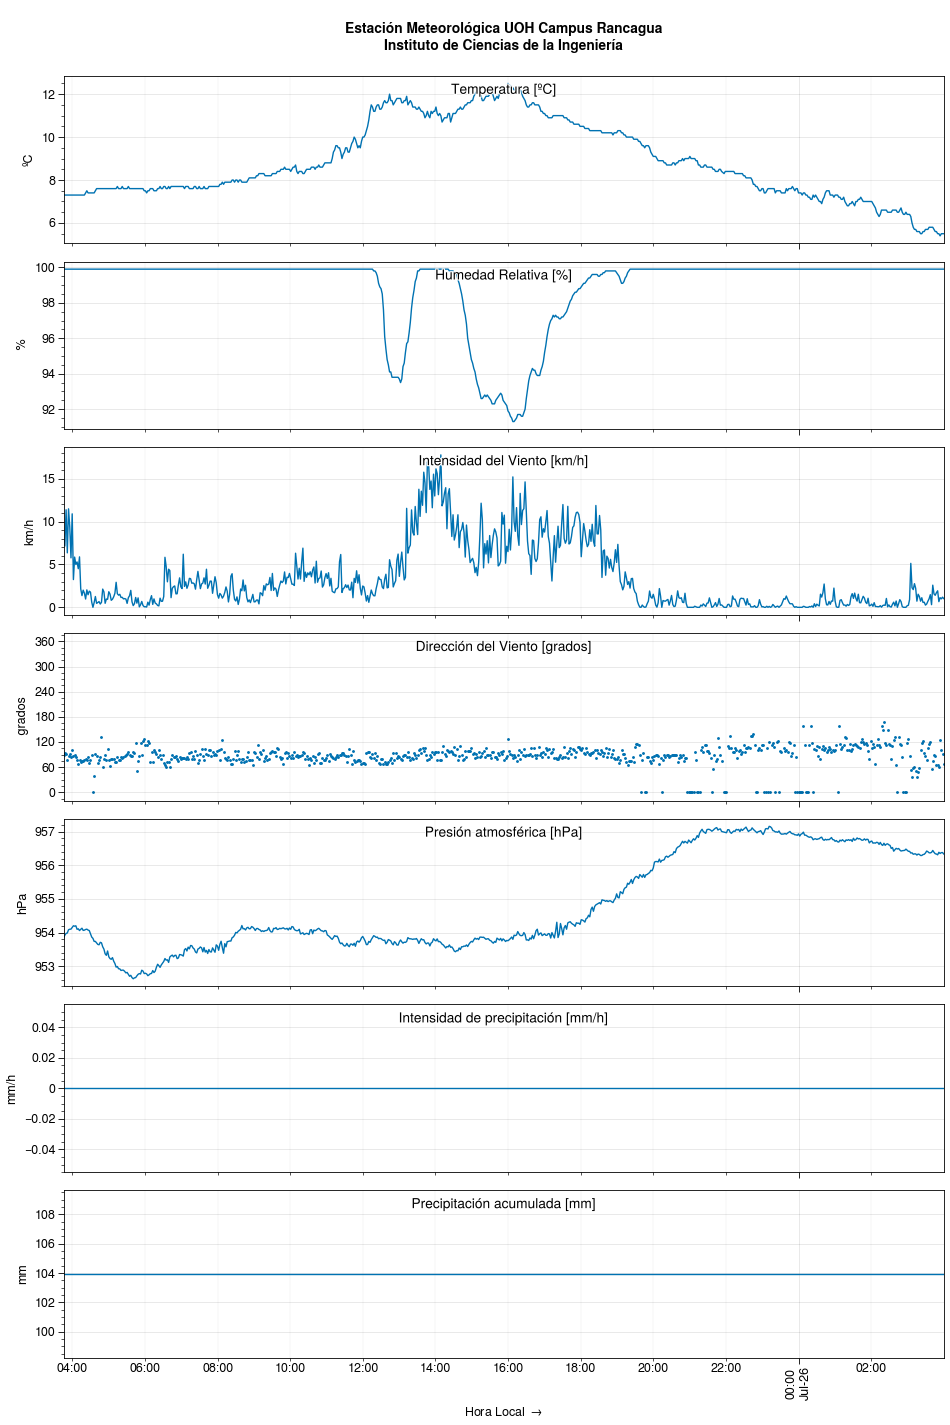 Estación Meteorológica UOH Campus Rancagua
Instituto de Ciencias de la Ingeniería
Temperatura [ºC]
ºC
12
10
8
6
Humedad Relativa [%]
%
100
98
96
94
92
Intensidad del Viento [km/h]
km/h
15
10
5
0
Dirección del Viento [grados]
grados
360
300
240
180
120
60
0
Presión atmosférica [hPa]
hPa
957
956
955
954
953
Intensidad de precipitación [mm/h]
mm/h
0.04
0.02
0
−0.02
−0.04
Precipitación acumulada [mm]
mm
108
106
104
102
100
04:00 06:00 08:00 10:00 12:00 14:00 16:00 18:00 20:00 22:00 00:00 02:00
Jul-26
Hora Local →